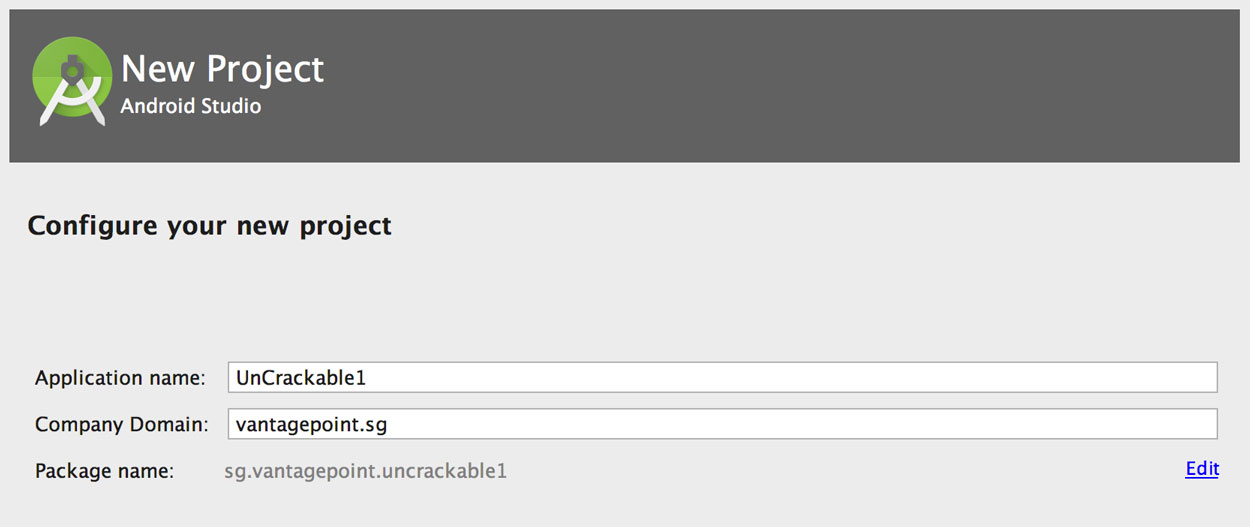 New Project
Android Studio
Configure your new project
Application name: UnCrackable1
Company Domain: vantagepoint.sg
Package name: sg.vantagepoint.uncrackable1 Edit